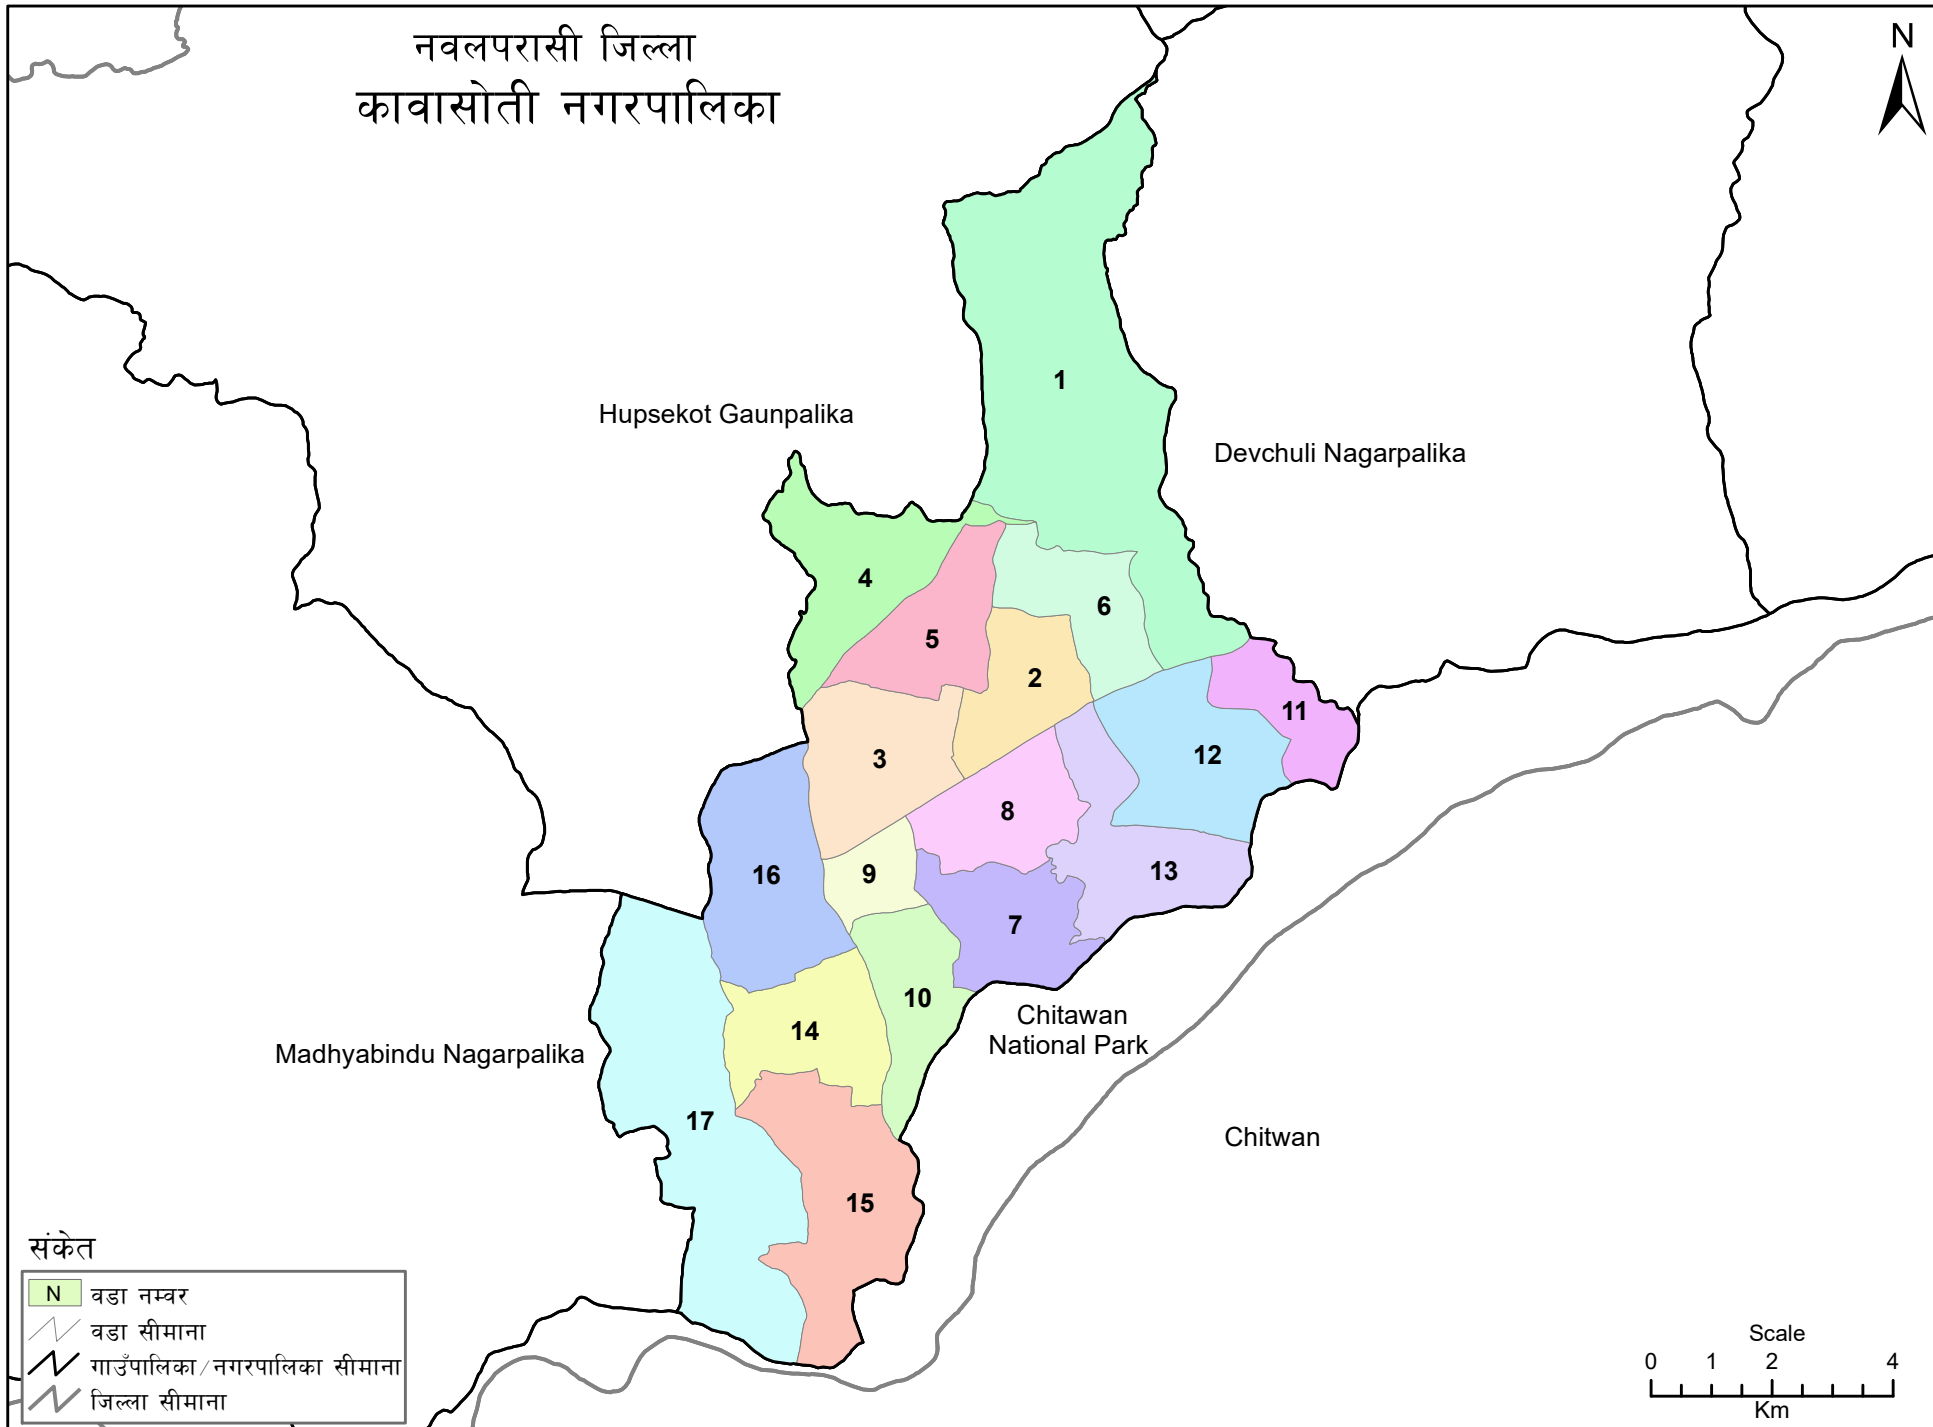 नवलपरासी जिल्ला
कावासोती नगरपालिका
N
1
Hupsekot Gaunpalika
Devchuli Nagarpalika
4
6
5
2
11
3
12
8
16
9
13
7
10
Chitawan
National Park
14
Madhyabindu Nagarpalika
17
Chitwan
15
संकेत
N वडा नम्वर
वडा सीमाना
गाउँपालिका/नगरपालिका सीमाना
जिल्ला सीमाना
Scale
0 1 2 4
Km